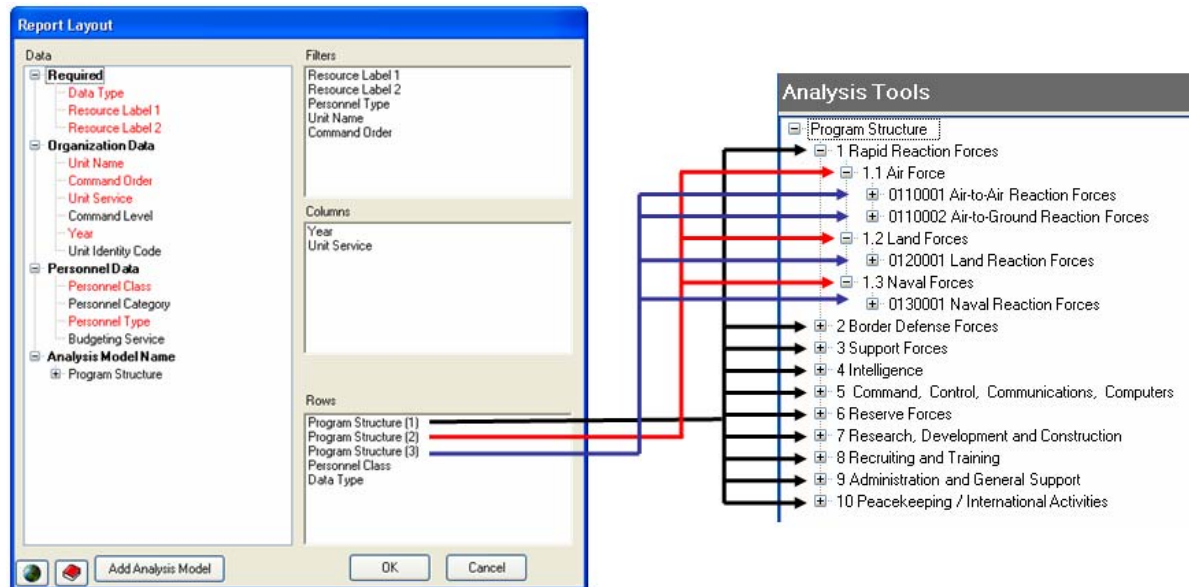 Report Layout
Data
Required
Data Type
Resource Label 1
Resource Label 2
Organization Data
Unit Name
Command Order
Unit Service
Command Level
Year
Unit Identity Code
Personnel Data
Personnel Class
Personnel Category
Personnel Type
Budgeting Service
Analysis Model Name
Program Structure
Add Analysis Model
Filters
Resource Label 1
Resource Label 2
Personnel Type
Unit Name
Command Order
Columns
Year
Unit Service
Rows
Program Structure (1)
Program Structure (2)
Program Structure (3)
Personnel Class
Data Type
OK
Cancel
Analysis Tools
Program Structure
1 Rapid Reaction Forces
1.1 Air Force
0110001 Air-to-Air Reaction Forces
0110002 Air-to-Ground Reaction Forces
1.2 Land Forces
0120001 Land Reaction Forces
1.3 Naval Forces
0130001 Naval Reaction Forces
2 Border Defense Forces
3 Support Forces
4 Intelligence
5 Command, Control, Communications, Computers
6 Reserve Forces
7 Research, Development and Construction
8 Recruiting and Training
9 Administration and General Support
10 Peacekeeping / International Activities